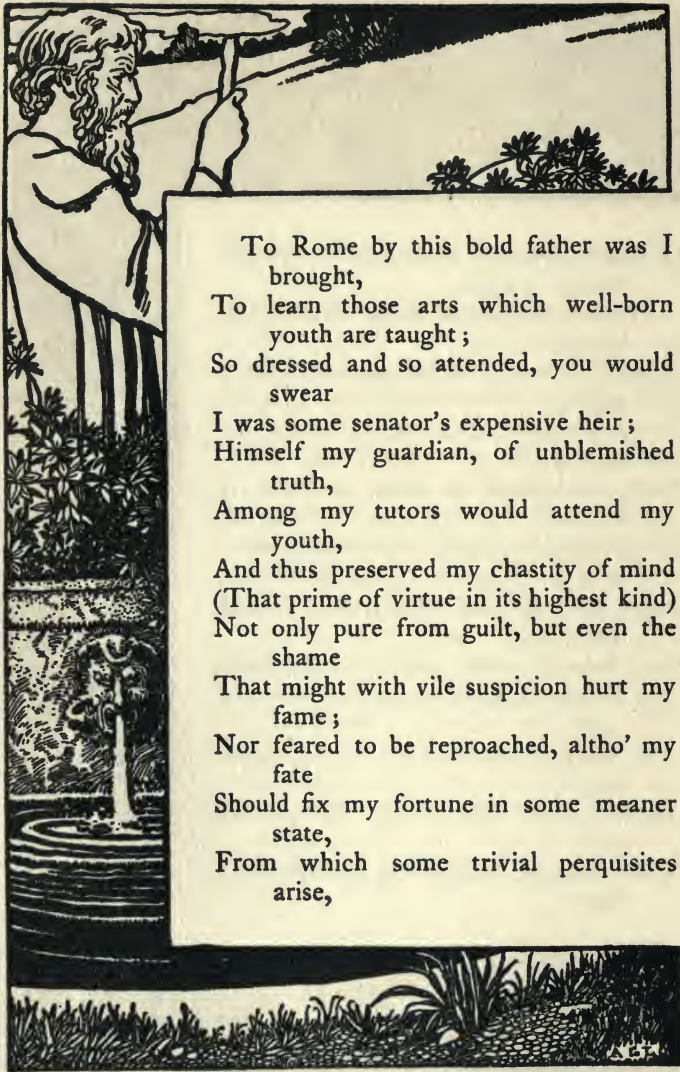 To Rome by this bold father was I
brought,
To learn those arts which well-born
youth are taught ;
So dressed and so attended, you would
swear
I was some senator's expensive heir ;
Himself my guardian, of unblemished
truth,
Among my tutors would attend my
youth,
And thus preserved my chastity of mind
(That prime of virtue in its highest kind)
Not only pure from guilt, but even the
shame
That might with vile suspicion hurt my
fame ;
Nor feared to be reproached, altho' my
fate
Should fix my fortune in some meaner
state,
From which some trivial perquisites
arise,